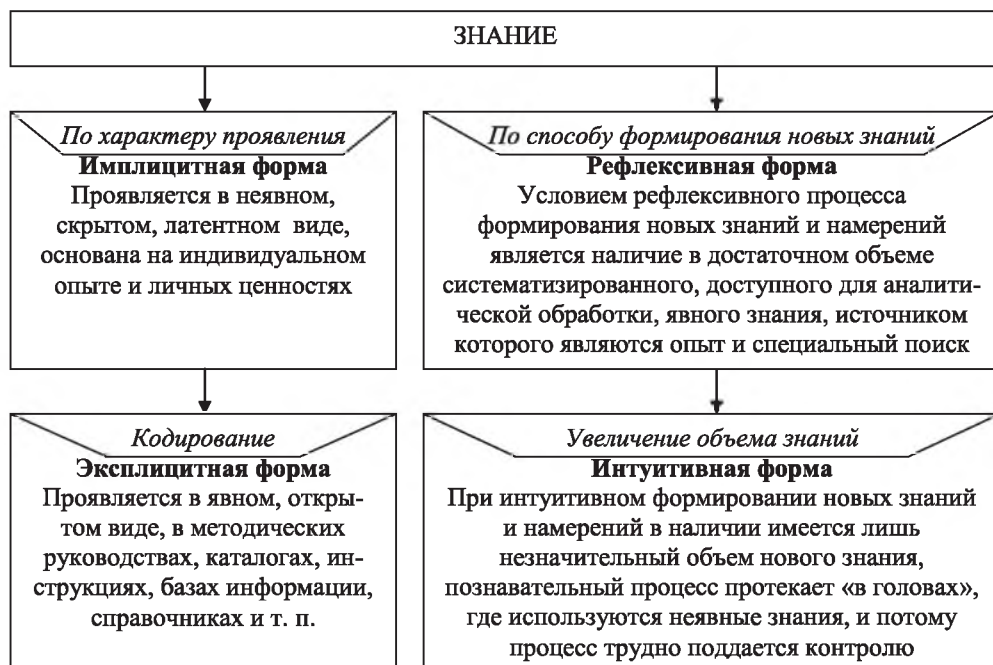 ЗНАНИЕ
По характеру проявления
Имплицитная форма
Проявляется в неявном,
скрытом, латентном виде,
основана на индивидуальном
опыте и личных ценностях
По способу формирования новых знаний
Рефлексивная форма
Условием рефлексивного процесса
формирования новых знаний и намерений
является наличие в достаточном объеме
систематизированного, доступного для аналити-
ческой обработки, явного знания, источником
которого являются опыт и специальный поиск
Кодирование
Эксплицитная форма
Проявляется в явном, откры-
том виде, в методических
руководствах, каталогах, ин-
струкциях, базах информации,
справочниках и т. п.
Увеличение объема знаний
Интуитивная форма
При интуитивном формировании новых знаний
и намерений в наличии имеется лишь
незначительный объем нового знания,
познавательный процесс протекает «в головах»,
где используются неявные знания, и потому
процесс трудно поддается контролю